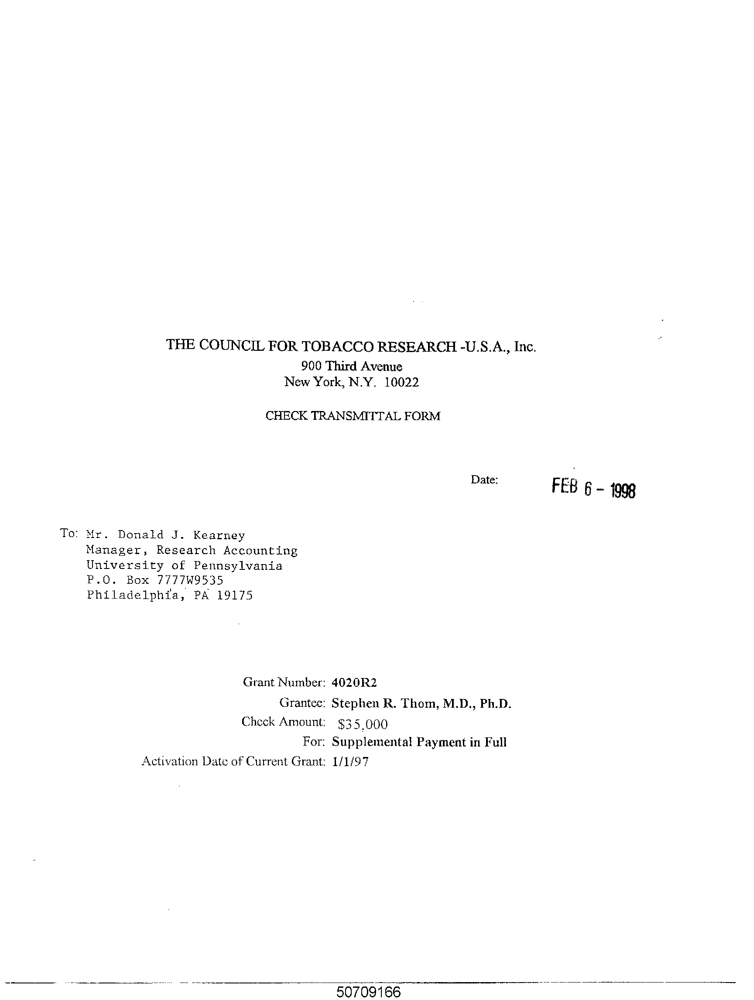 THE COUNCIL FOR TOBACCO RESEARCH -U.S.A., Inc.
900 Third Avenue
New York, N.Y. 10022
CHECK TRANSMITTAL FORM
Date: FEB 6 - 1998
To: Mr. Donald J. Kearney
Manager, Research Accounting
University of Pennsylvania
P.O. Box 7777W9535
Philadelphia, PA 19175
Grant Number: 4020R2
Grantee: Stephen R. Thom, M.D., Ph.D.
Check Amount: $35,000
For: Supplemental Payment in Full
Activation Date of Current Grant: 1/1/97
50709166